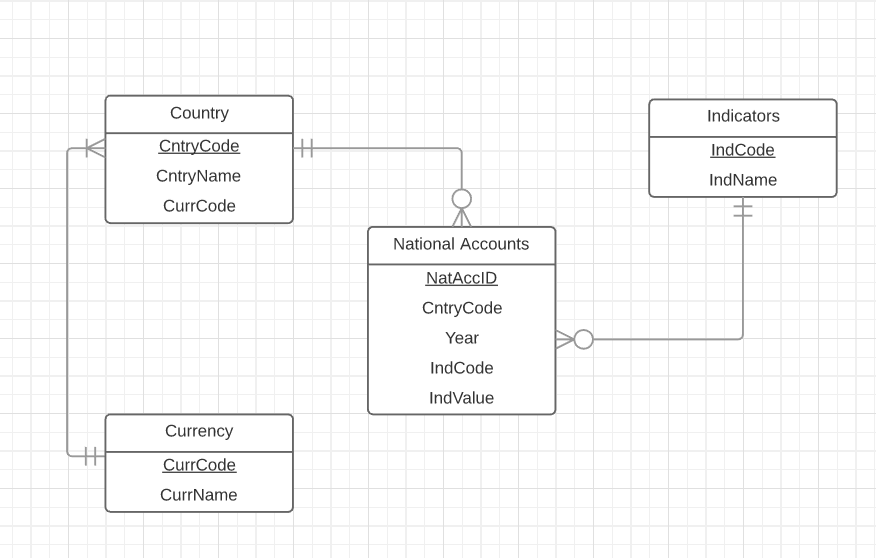 Country
CntryCode
CntryName
CurrCode
Indicators
IndCode
IndName
National Accounts
NatAccID
CntryCode
Year
IndCode
IndValue
Currency
CurrCode
CurrName